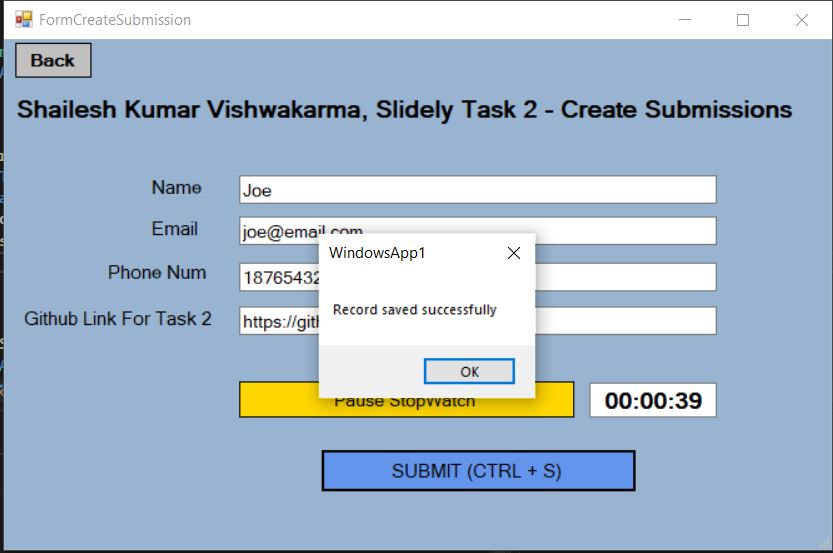 FormCreateSubmission
Back
Shailesh Kumar Vishwakarma, Slidely Task 2 - Create Submissions
Name
Joe
Email
joe@email.com
Phone Num
18765432
Github Link For Task 2
https://gith
WindowsApp1
Record saved successfully
OK
Pause StopWatch
00:00:39
SUBMIT (CTRL + S)